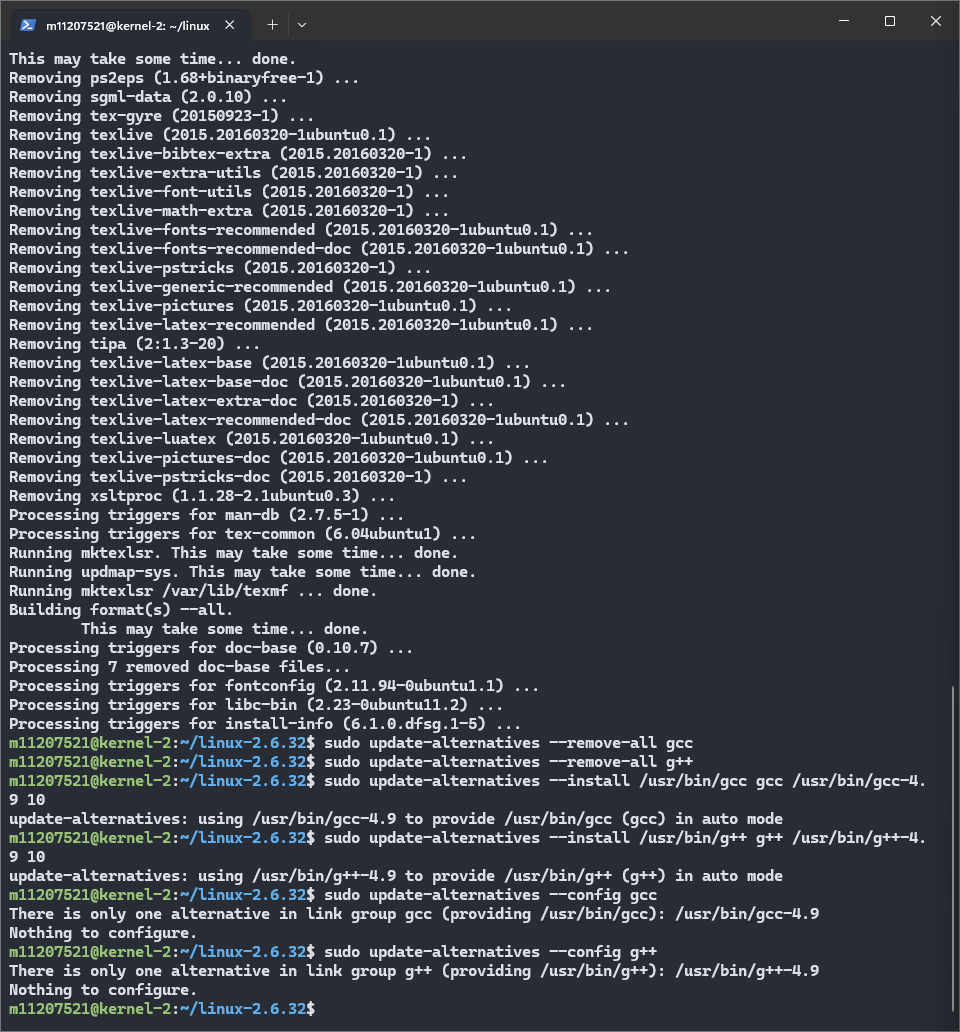 m11207521@kernel-2: ~/linux
This may take some time... done.
Removing ps2eps (1.68+binaryfree-1) ...
Removing sgml-data (2.0.10) ...
Removing tex-gyre (20150923-1) ...
Removing texlive (2015.20160320-1ubuntu0.1) ...
Removing texlive-bibtex-extra (2015.20160320-1) ...
Removing texlive-extra-utils (2015.20160320-1) ...
Removing texlive-font-utils (2015.20160320-1) ...
Removing texlive-math-extra (2015.20160320-1) ...
Removing texlive-fonts-recommended (2015.20160320-1ubuntu0.1) ...
Removing texlive-fonts-recommended-doc (2015.20160320-1ubuntu0.1) ...
Removing texlive-pstricks (2015.20160320-1) ...
Removing texlive-generic-recommended (2015.20160320-1ubuntu0.1) ...
Removing texlive-pictures (2015.20160320-1ubuntu0.1) ...
Removing texlive-latex-recommended (2015.20160320-1ubuntu0.1) ...
Removing tipa (2:1.3-20) ...
Removing texlive-latex-base (2015.20160320-1ubuntu0.1) ...
Removing texlive-latex-base-doc (2015.20160320-1ubuntu0.1) ...
Removing texlive-latex-extra-doc (2015.20160320-1) ...
Removing texlive-latex-recommended-doc (2015.20160320-1ubuntu0.1) ...
Removing texlive-luatex (2015.20160320-1ubuntu0.1) ...
Removing texlive-pictures-doc (2015.20160320-1ubuntu0.1) ...
Removing texlive-pstricks-doc (2015.20160320-1) ...
Removing xsltproc (1.1.28-2.1ubuntu0.3) ...
Processing triggers for man-db (2.7.5-1) ...
Processing triggers for tex-common (6.04ubuntu1) ...
Running mktexlsr. This may take some time... done.
Running updmap-sys. This may take some time... done.
Running mktexlsr /var/lib/texmf ... done.
Building format(s) --all.
        This may take some time... done.
Processing triggers for doc-base (0.10.7) ...
Processing 7 removed doc-base files...
Processing triggers for fontconfig (2.11.94-0ubuntu1.1) ...
Processing triggers for libc-bin (2.23-0ubuntu11.2) ...
Processing triggers for install-info (6.1.0.dfsg.1-5) ...
m11207521@kernel-2:~/linux-2.6.32$ sudo update-alternatives --remove-all gcc
m11207521@kernel-2:~/linux-2.6.32$ sudo update-alternatives --remove-all g++
m11207521@kernel-2:~/linux-2.6.32$ sudo update-alternatives --install /usr/bin/gcc gcc /usr/bin/gcc-4.
9 10
update-alternatives: using /usr/bin/gcc-4.9 to provide /usr/bin/gcc (gcc) in auto mode
m11207521@kernel-2:~/linux-2.6.32$ sudo update-alternatives --install /usr/bin/g++ g++ /usr/bin/g++-4.
9 10
update-alternatives: using /usr/bin/g++-4.9 to provide /usr/bin/g++ (g++) in auto mode
m11207521@kernel-2:~/linux-2.6.32$ sudo update-alternatives --config gcc
There is only one alternative in link group gcc (providing /usr/bin/gcc): /usr/bin/gcc-4.9
Nothing to configure.
m11207521@kernel-2:~/linux-2.6.32$ sudo update-alternatives --config g++
There is only one alternative in link group g++ (providing /usr/bin/g++): /usr/bin/g++-4.9
Nothing to configure.
m11207521@kernel-2:~/linux-2.6.32$